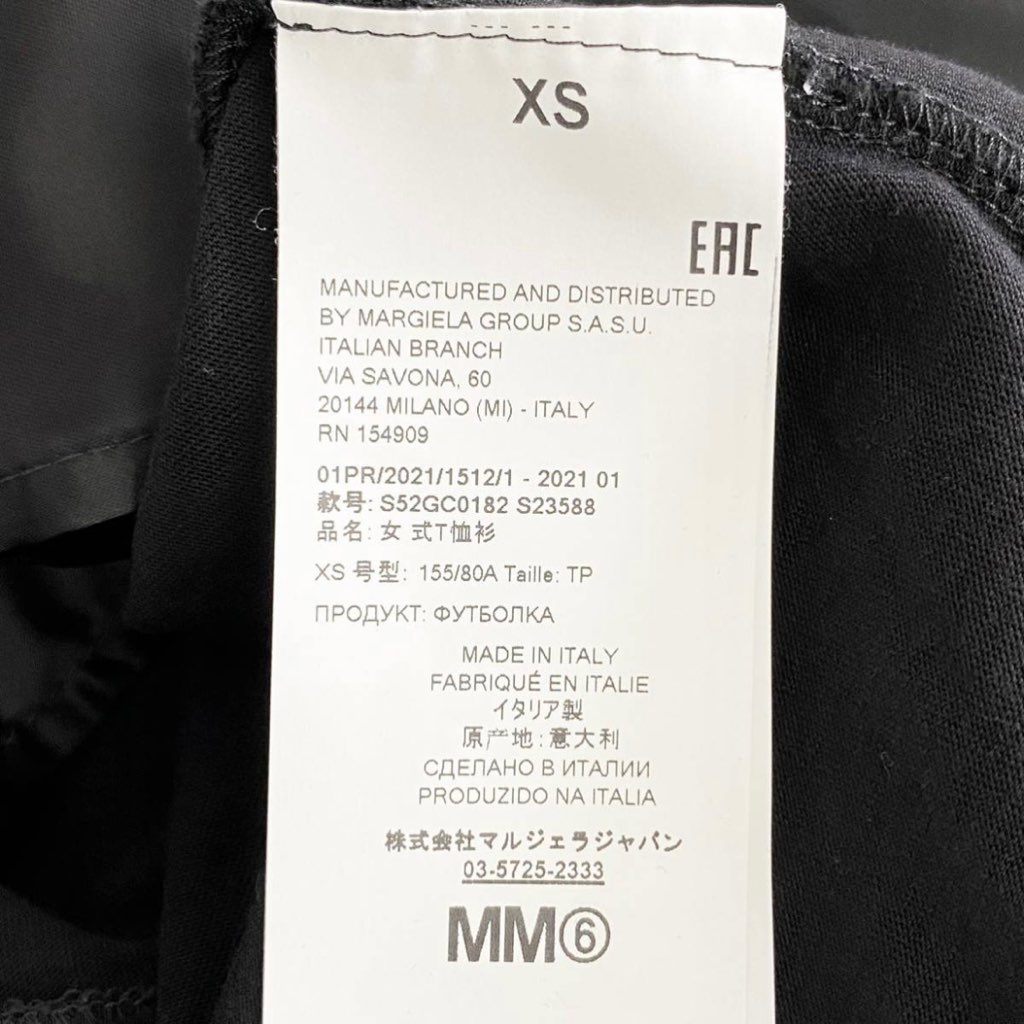 XS
EAC
MANUFACTURED AND DISTRIBUTED
BY MARGIELA GROUP S.A.S.U.
ITALIAN BRANCH
VIA SAVONA, 60
20144 MILANO (MI) - ITALY
RN 154909
01PR/2021/1512/1 - 2021 01
款号: S52GC0182 S23588
品名: 女 式T恤衫
XS 号型: 155/80A Taille: TP
ПРОДУКТ: ФУТБОЛКА
MADE IN ITALY
FABRIQUÉ EN ITALIE
イタリア製
原产地:意大利
СДЕЛАНО В ИТАЛИИ
PRODUZIDO NA ITALIA
株式会社マルジェラジャパン
03-5725-2333
MM⑥